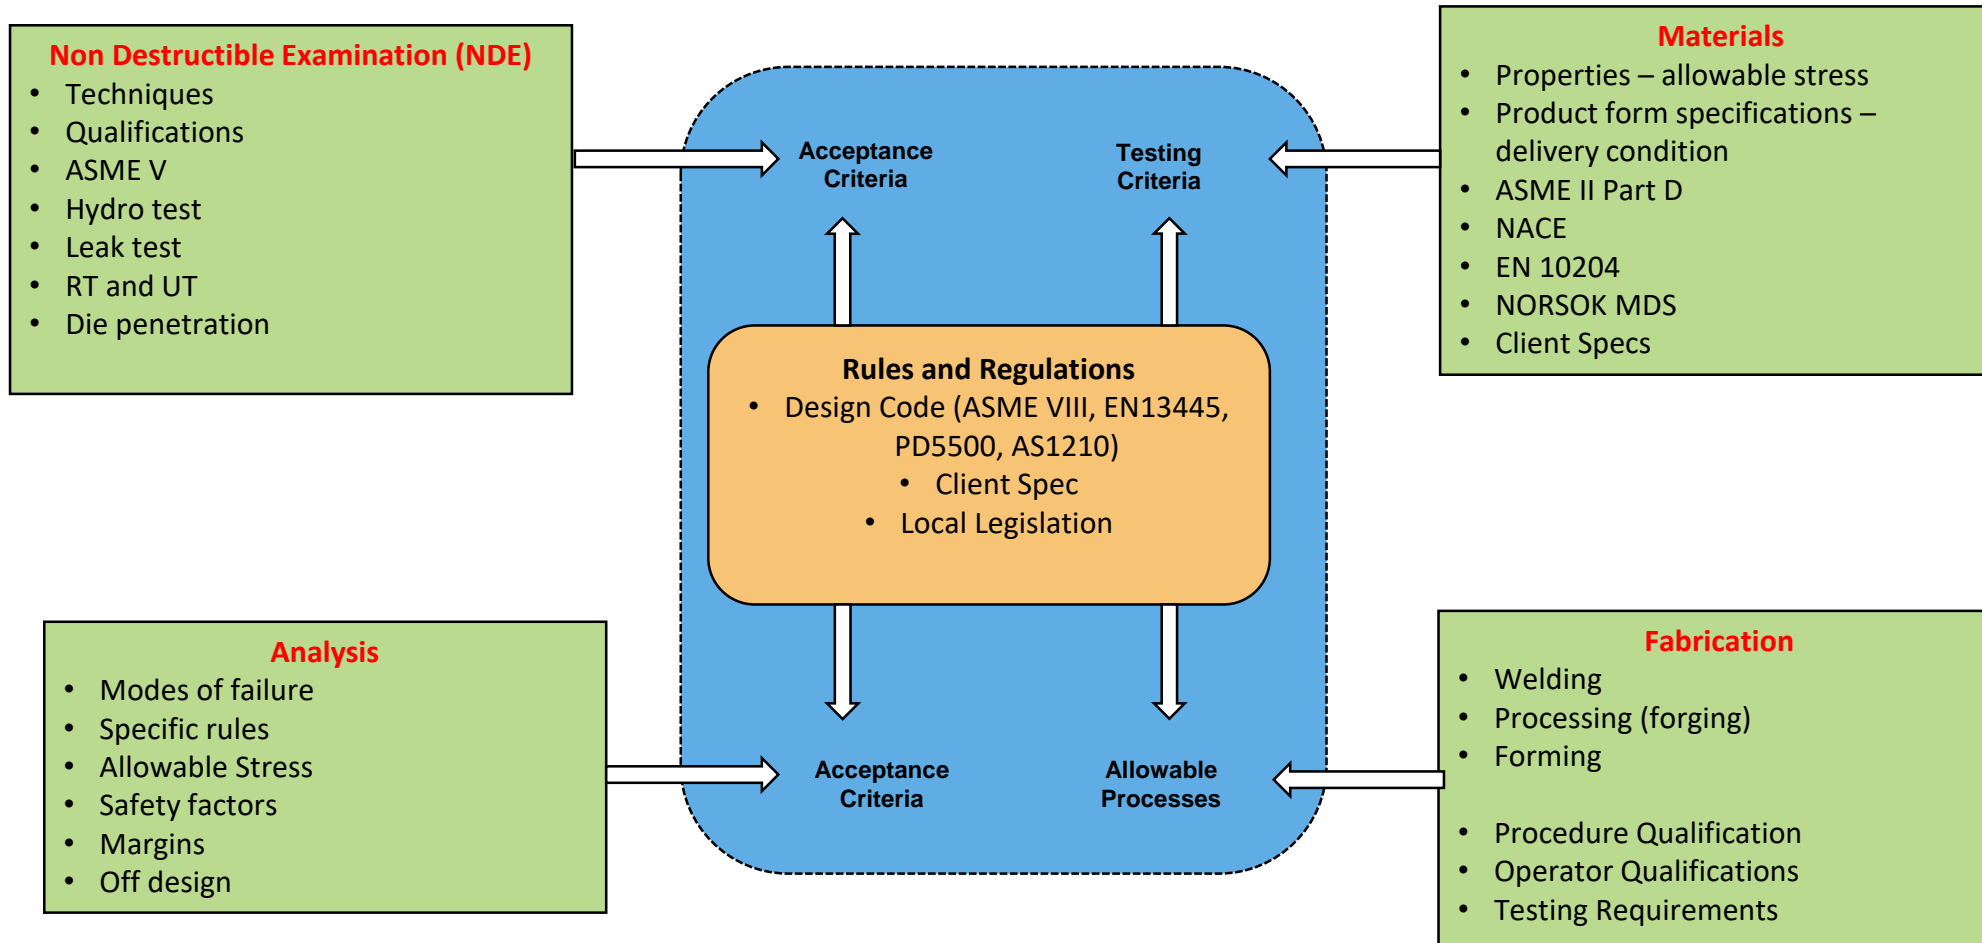 Non Destructible Examination (NDE)
• Techniques
• Qualifications
• ASME V
• Hydro test
• Leak test
• RT and UT
• Die penetration
Materials
• Properties – allowable stress
• Product form specifications –
delivery condition
• ASME II Part D
• NACE
• EN 10204
• NORSOK MDS
• Client Specs
Acceptance
Criteria
Testing
Criteria
Rules and Regulations
• Design Code (ASME VIII, EN13445,
PD5500, AS1210)
• Client Spec
• Local Legislation
Acceptance
Criteria
Allowable
Processes
Analysis
• Modes of failure
• Specific rules
• Allowable Stress
• Safety factors
• Margins
• Off design
Fabrication
• Welding
• Processing (forging)
• Forming
• Procedure Qualification
• Operator Qualifications
• Testing Requirements